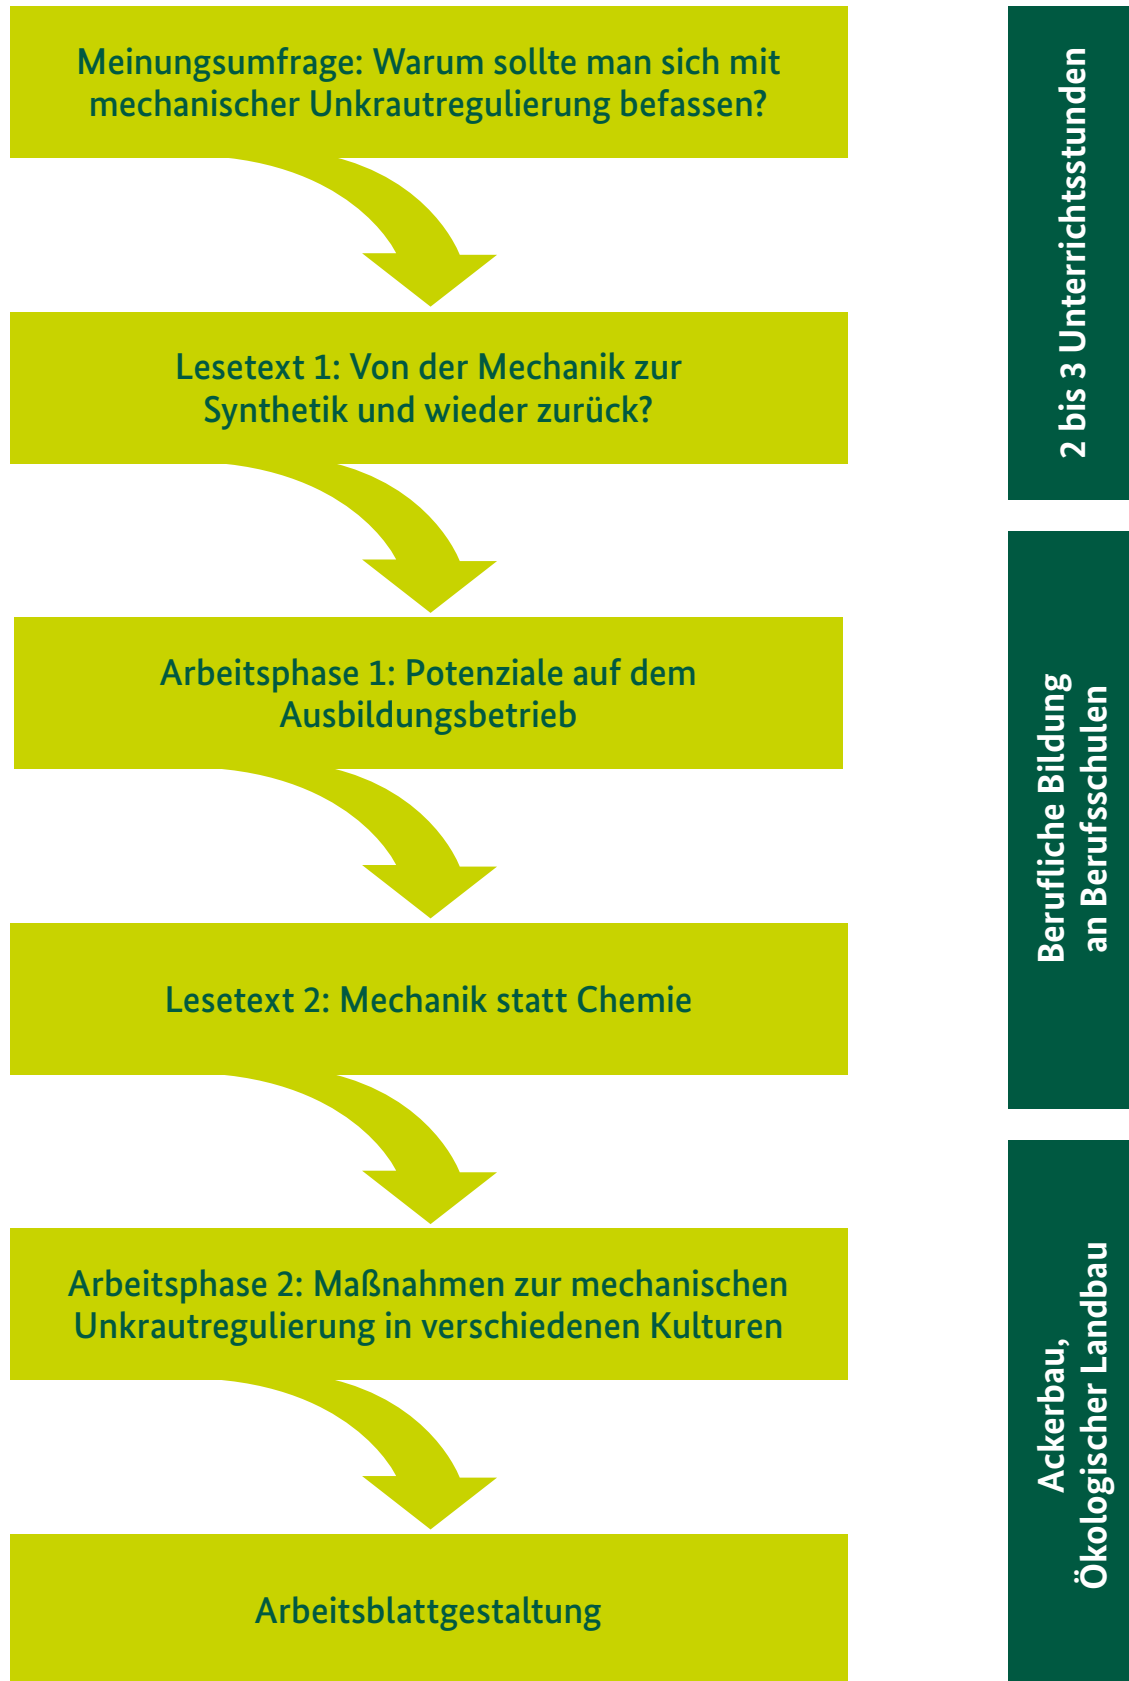 Meinungsumfrage: Warum sollte man sich mit
mechanischer Unkrautregulierung befassen?
Lesetext 1: Von der Mechanik zur
Synthetik und wieder zurück?
Arbeitsphase 1: Potenziale auf dem
Ausbildungsbetrieb
Lesetext 2: Mechanik statt Chemie
Arbeitsphase 2: Maßnahmen zur mechanischen
Unkrautregulierung in verschiedenen Kulturen
Arbeitsblattgestaltung
2 bis 3 Unterrichtsstunden
Berufliche Bildung
an Berufsschulen
Ackerbau,
Ökologischer Landbau